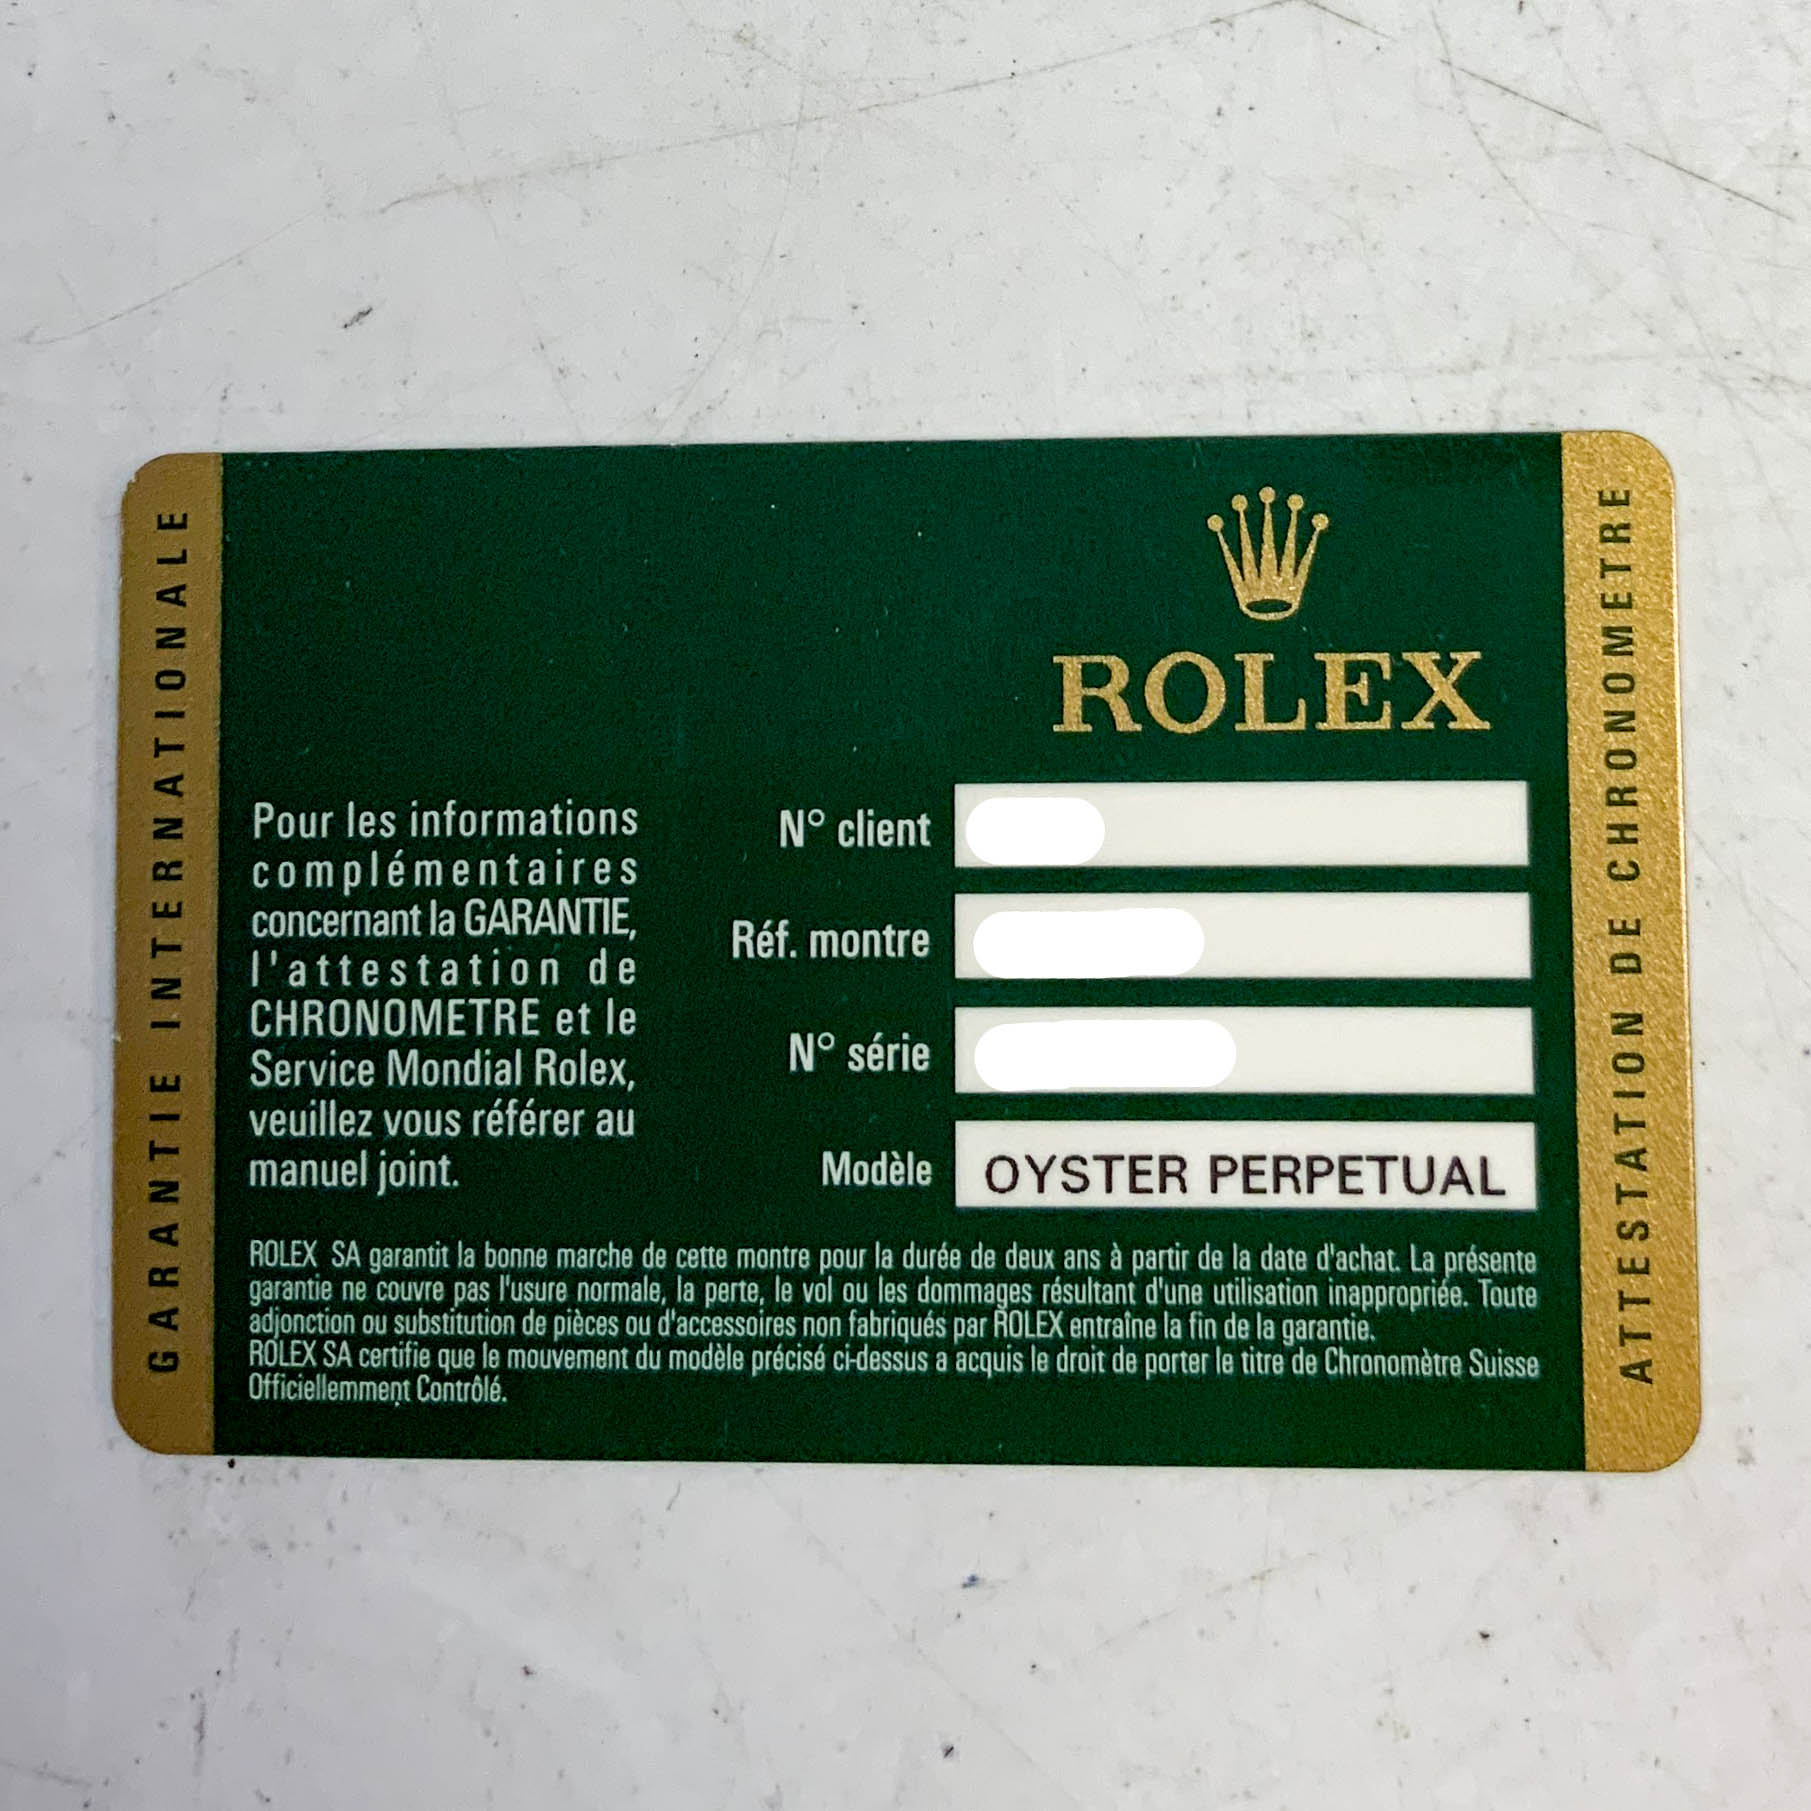 GARANTIE INTERNATIONALE
ROLEX
Pour les informations
complémentaires
concernant la GARANTIE,
l'attestation de
CHRONOMETRE et le
Service Mondial Rolex,
veuillez vous référer au
manuel joint.
N° client
Réf. montre
N° série
Modèle OYSTER PERPETUAL
ROLEX SA garantit la bonne marche de cette montre pour la durée de deux ans à partir de la date d'achat. La présente
garantie ne couvre pas l'usure normale, la perte, le vol ou les dommages résultant d'une utilisation inappropriée. Toute
adjonction ou substitution de pièces ou d'accessoires non fabriqués par ROLEX entraîne la fin de la garantie.
ROLEX SA certifie que le mouvement du modèle précisé ci-dessus a acquis le droit de porter le titre de Chronomètre Suisse
Officiellemment Contrôlé.
ATTESTATION DE CHRONOMETRE